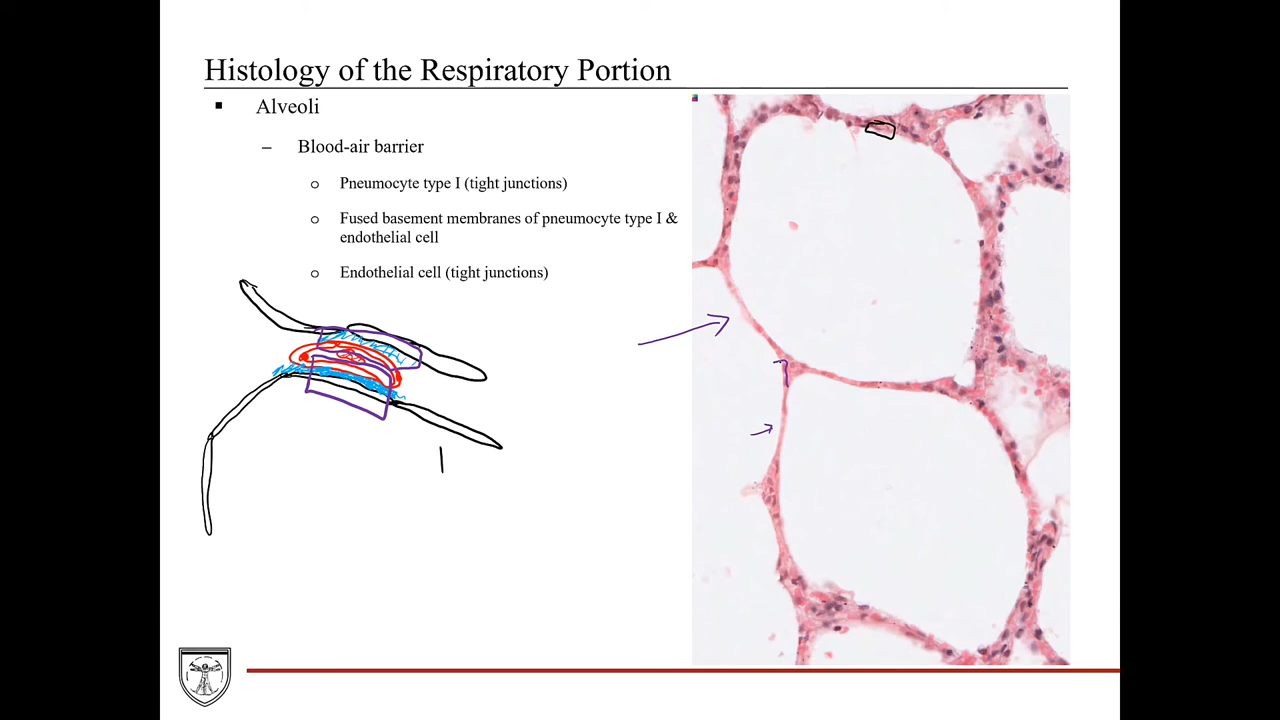 Histology of the Respiratory Portion
▪ Alveoli
– Blood-air barrier
o Pneumocyte type I (tight junctions)
o Fused basement membranes of pneumocyte type I &
endothelial cell
o Endothelial cell (tight junctions)